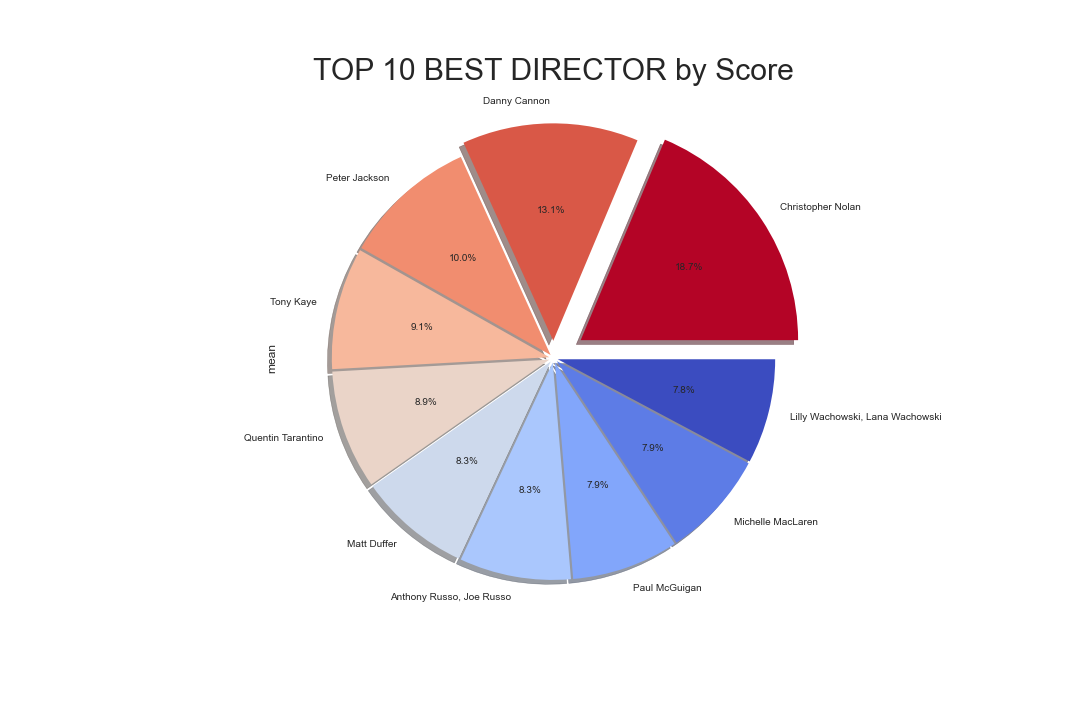 TOP 10 BEST DIRECTOR by Score
Danny Cannon
Peter Jackson
Christopher Nolan
13.1%
10.0%
18.7%
Tony Kaye
9.1%
mean
7.8%
8.9%
Lilly Wachowski, Lana Wachowski
Quentin Tarantino
7.9%
8.3%
7.9%
8.3%
Michelle MacLaren
Matt Duffer
Paul McGuigan
Anthony Russo, Joe Russo